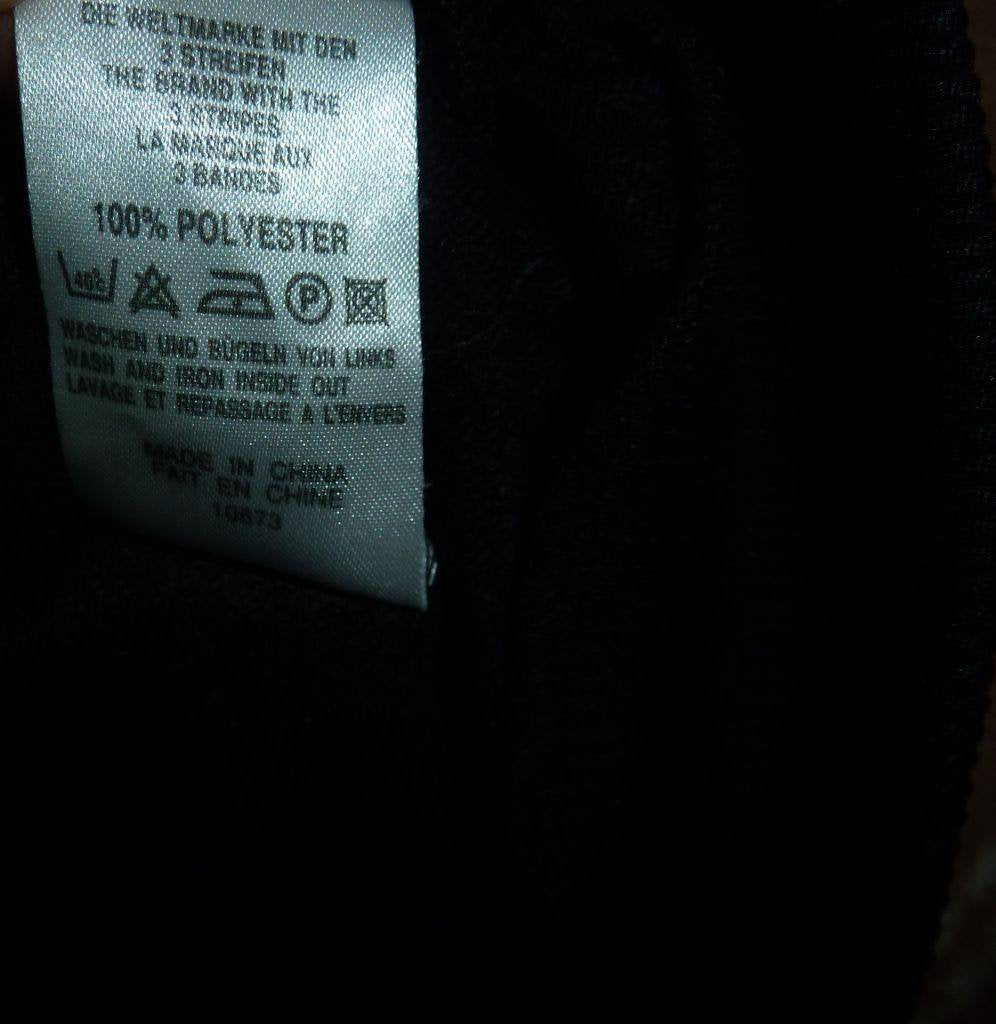 DIE WELTMARKE MIT DEN
3 STREIFEN
THE BRAND WITH THE
3 STRIPES
LA MARQUE AUX
3 BANDES
100% POLYESTER
40°C P
WASCHEN UND BÜGELN VON LINKS
WASH AND IRON INSIDE OUT
LAVAGE ET REPASSAGE A L'ENVERS
MADE IN CHINA
FAIT EN CHINE
10673